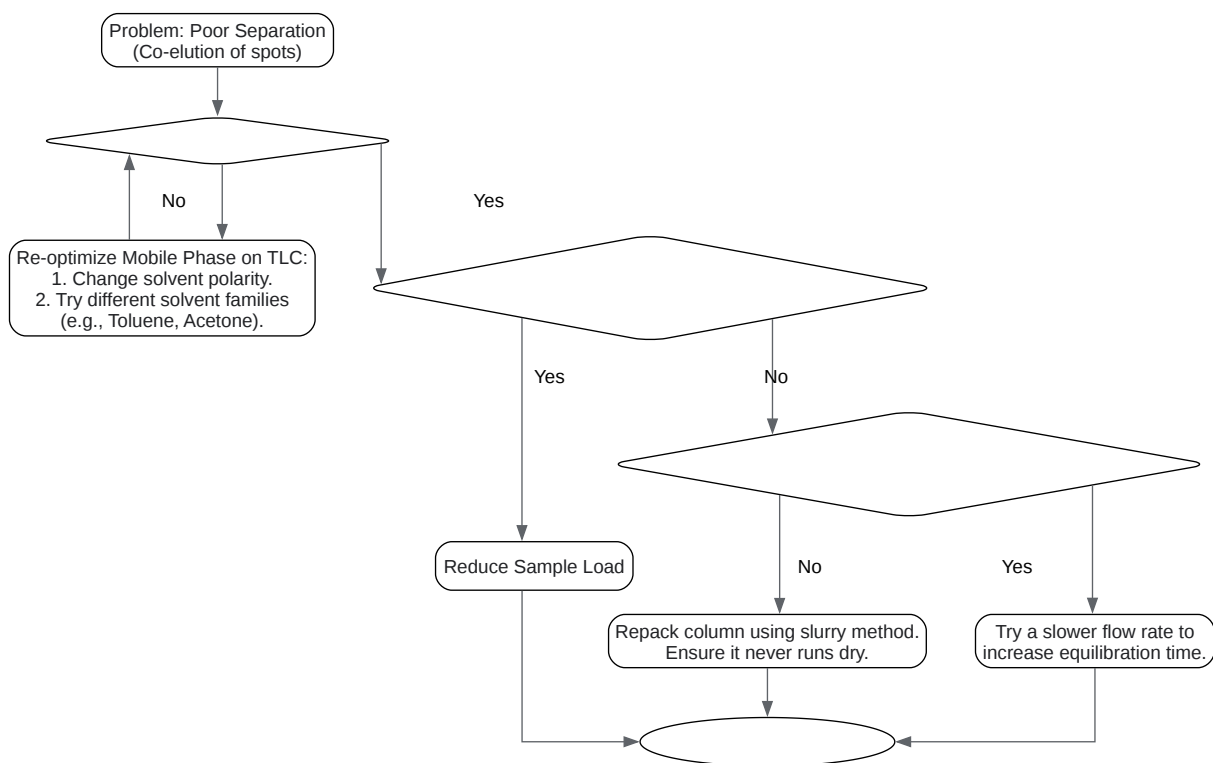 Problem: Poor Separation
(Co-elution of spots)
No
Yes
Re-optimize Mobile Phase on TLC:
1. Change solvent polarity.
2. Try different solvent families
(e.g., Toluene, Acetone).
Yes
No
Reduce Sample Load
No
Yes
Repack column using slurry method.
Ensure it never runs dry.
Try a slower flow rate to
increase equilibration time.